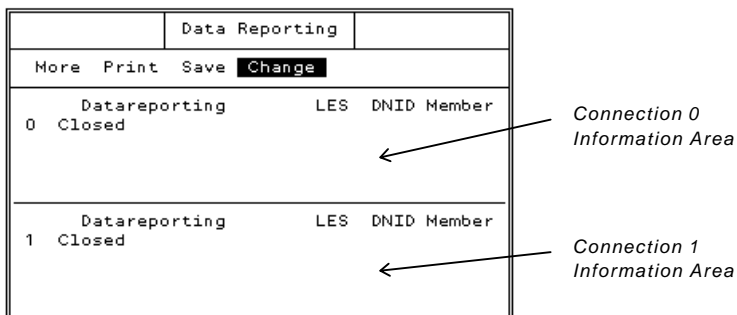 Data Reporting
More Print Save Change
Datareporting LES DNID Member
0 Closed
Connection 0
Information Area
Datareporting LES DNID Member
1 Closed
Connection 1
Information Area